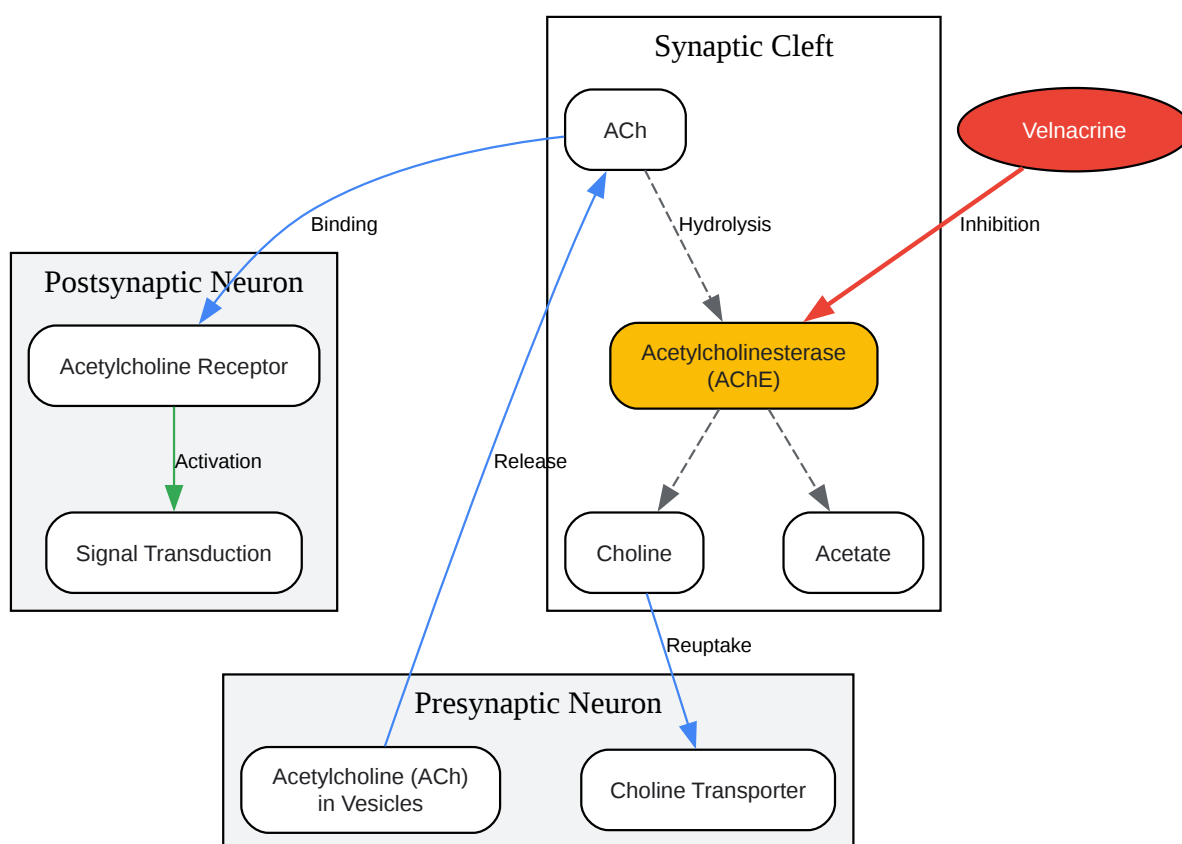 Synaptic Cleft
ACh
Velnacrine
Binding
Hydrolysis
Inhibition
Postsynaptic Neuron
Acetylcholine Receptor
Acetylcholinesterase
(AChE)
Activation
Release
Signal Transduction
Choline
Acetate
Reuptake
Presynaptic Neuron
Acetylcholine (ACh)
in Vesicles
Choline Transporter